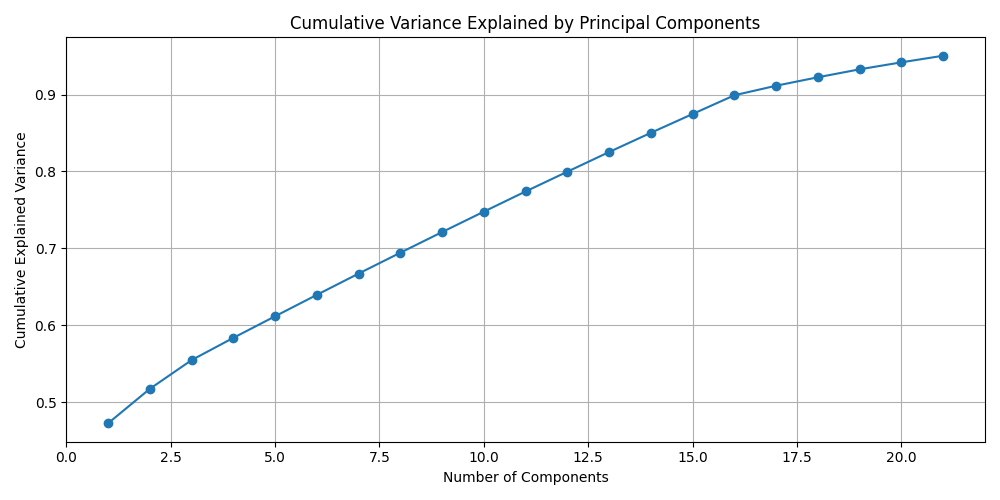 Cumulative Variance Explained by Principal Components
Cumulative Explained Variance
0.9
0.8
0.7
0.6
0.5
0.0 2.5 5.0 7.5 10.0 12.5 15.0 17.5 20.0
Number of Components